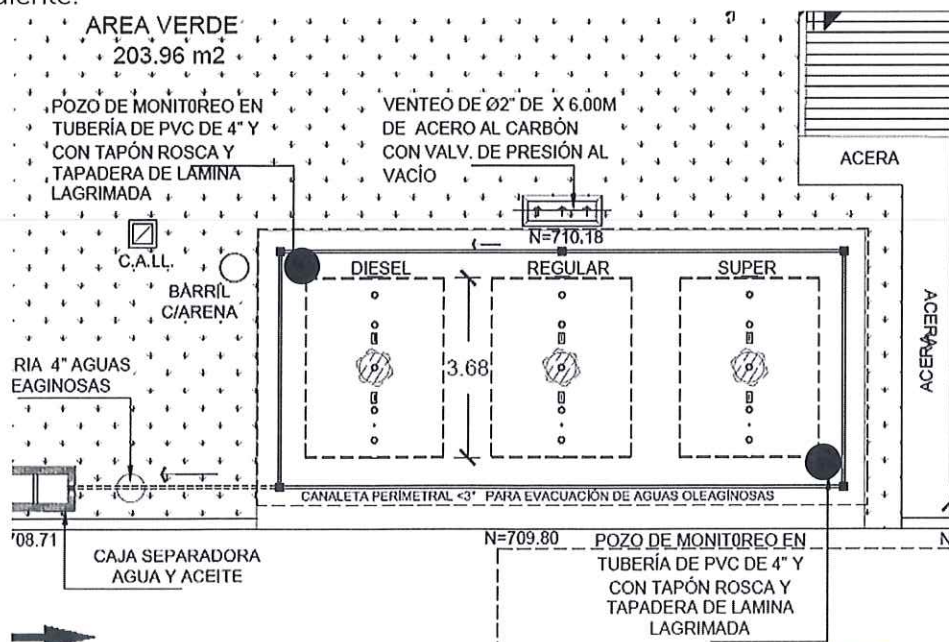 AREA VERDE
203.96 m2
POZO DE MONITOREO EN
TUBERÍA DE PVC DE 4" Y
CON TAPÓN ROSCA Y
TAPADERA DE LAMINA
LAGRIMADA
VENTEO DE Ø2" DE X 6.00M
DE ACERO AL CARBÓN
CON VALV. DE PRESIÓN AL
VACÍO
ACERA
N=710.18
C.A.LL.
BARRIL
C/ARENA
DIESEL
REGULAR
SUPER
3.68
ACERA
ACERA
RIA 4" AGUAS
EAGINOSAS
CANALETA PERIMETRAL <3" PARA EVACUACIÓN DE AGUAS OLEAGINOSAS
708.71
CAJA SEPARADORA
AGUA Y ACEITE
N=709.80
N
POZO DE MONITOREO EN
TUBERÍA DE PVC DE 4" Y
CON TAPÓN ROSCA Y
TAPADERA DE LAMINA
LAGRIMADA